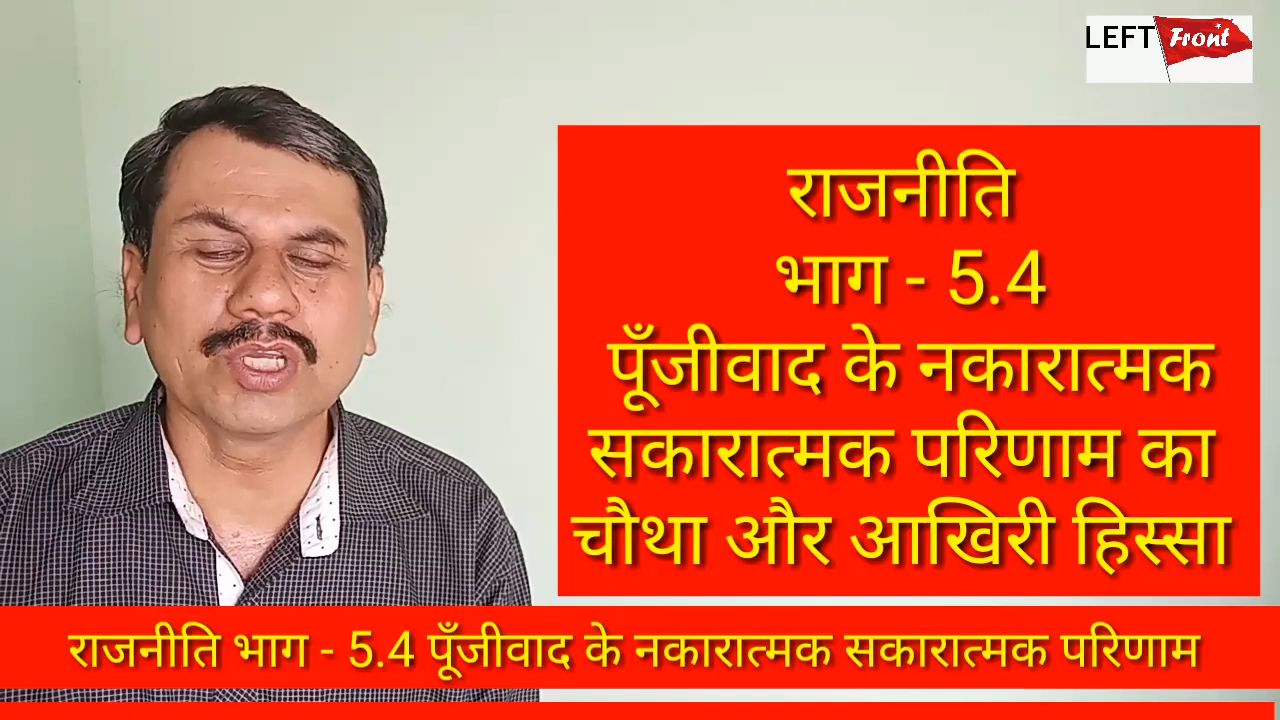 LEFT Front
राजनीति
भाग - 5.4
पूँजीवाद के नकारात्मक
सकारात्मक परिणाम का
चौथा और आखिरी हिस्सा
राजनीति भाग - 5.4 पूँजीवाद के नकारात्मक सकारात्मक परिणाम